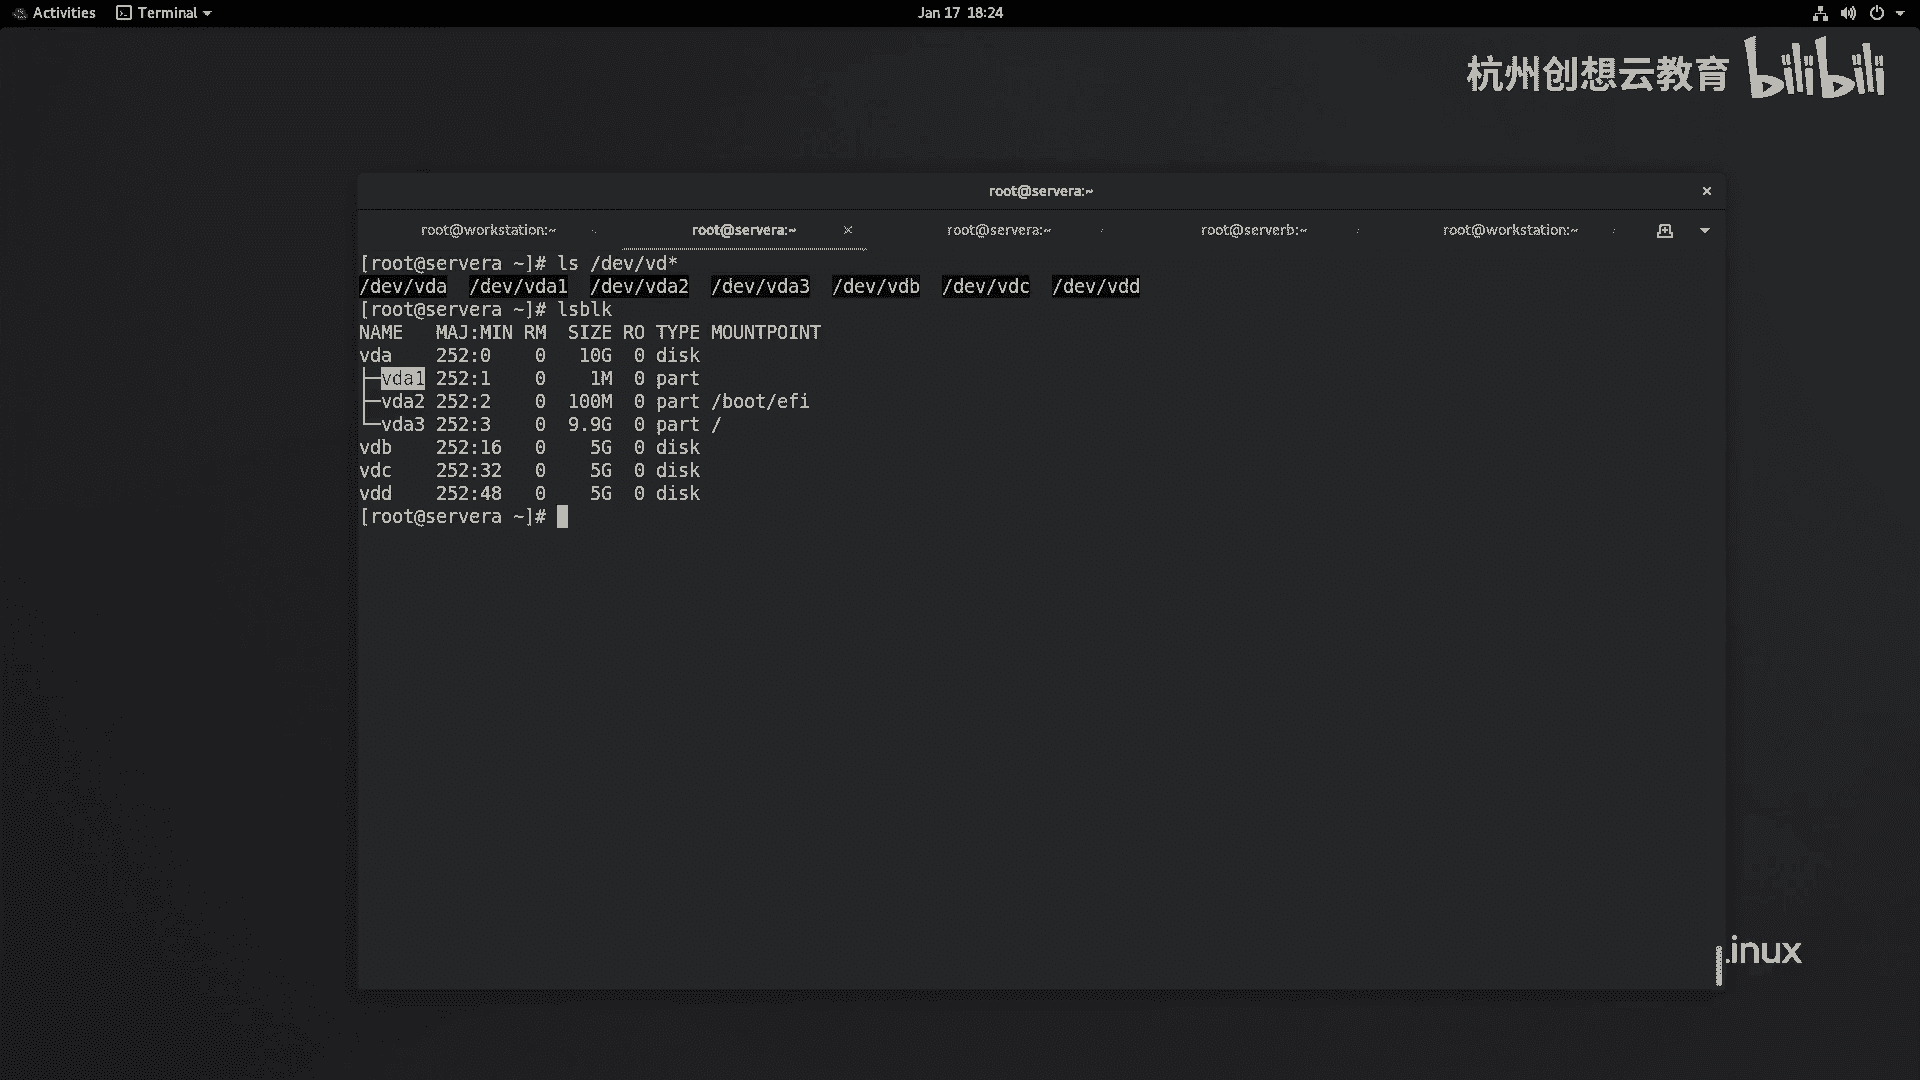 Activities Terminal Jan 17 18:24
杭州创想云教育 bilibili
root@servera:~
root@workstation:~ root@servera:~ root@servera:~ root@serverb:~ root@workstation:~
[root@servera ~]# ls /dev/vd*
/dev/vda /dev/vda1 /dev/vda2 /dev/vda3 /dev/vdb /dev/vdc /dev/vdd
[root@servera ~]# lsblk
NAME MAJ:MIN RM SIZE RO TYPE MOUNTPOINT
vda 252:0 0 10G 0 disk
├─vda1 252:1 0 1M 0 part
├─vda2 252:2 0 100M 0 part /boot/efi
└─vda3 252:3 0 9.9G 0 part /
vdb 252:16 0 5G 0 disk
vdc 252:32 0 5G 0 disk
vdd 252:48 0 5G 0 disk
[root@servera ~]#
inux